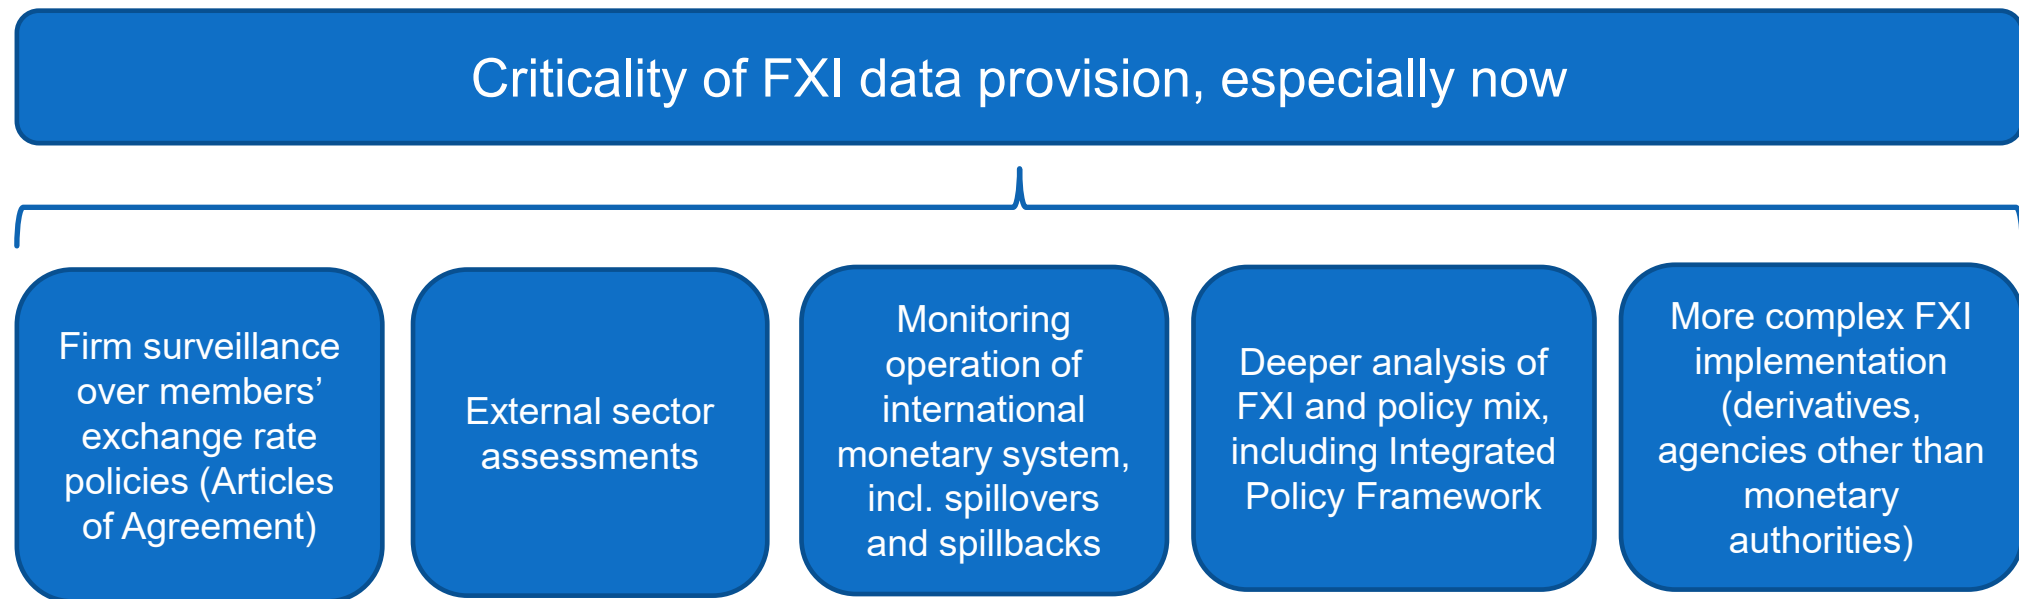 Criticality of FXI data provision, especially now
Firm surveillance
over members’
exchange rate
policies (Articles
of Agreement)
External sector
assessments
Monitoring
operation of
international
monetary system,
incl. spillovers
and spillbacks
Deeper analysis of
FXI and policy mix,
including Integrated
Policy Framework
More complex FXI
implementation
(derivatives,
agencies other than
monetary
authorities)